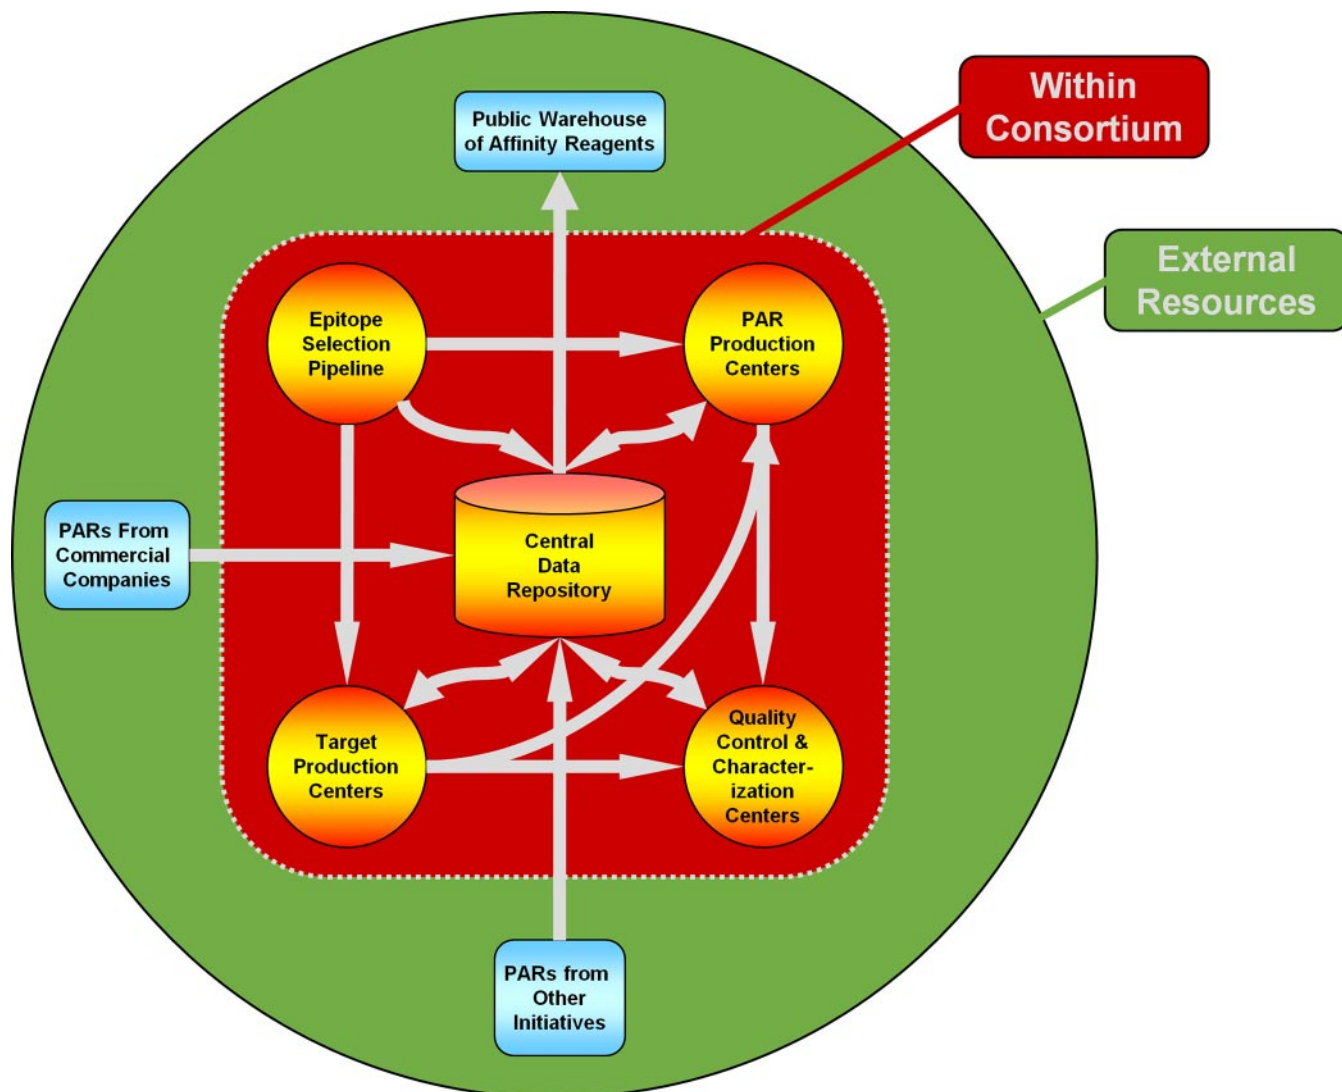 Within
Consortium
Public Warehouse
of Affinity Reagents
External
Resources
Epitope
Selection
Pipeline
PAR
Production
Centers
PARs From
Commercial
Companies
Central
Data
Repository
Target
Production
Centers
Quality
Control &
Character-
ization
Centers
PARs from
Other
Initiatives